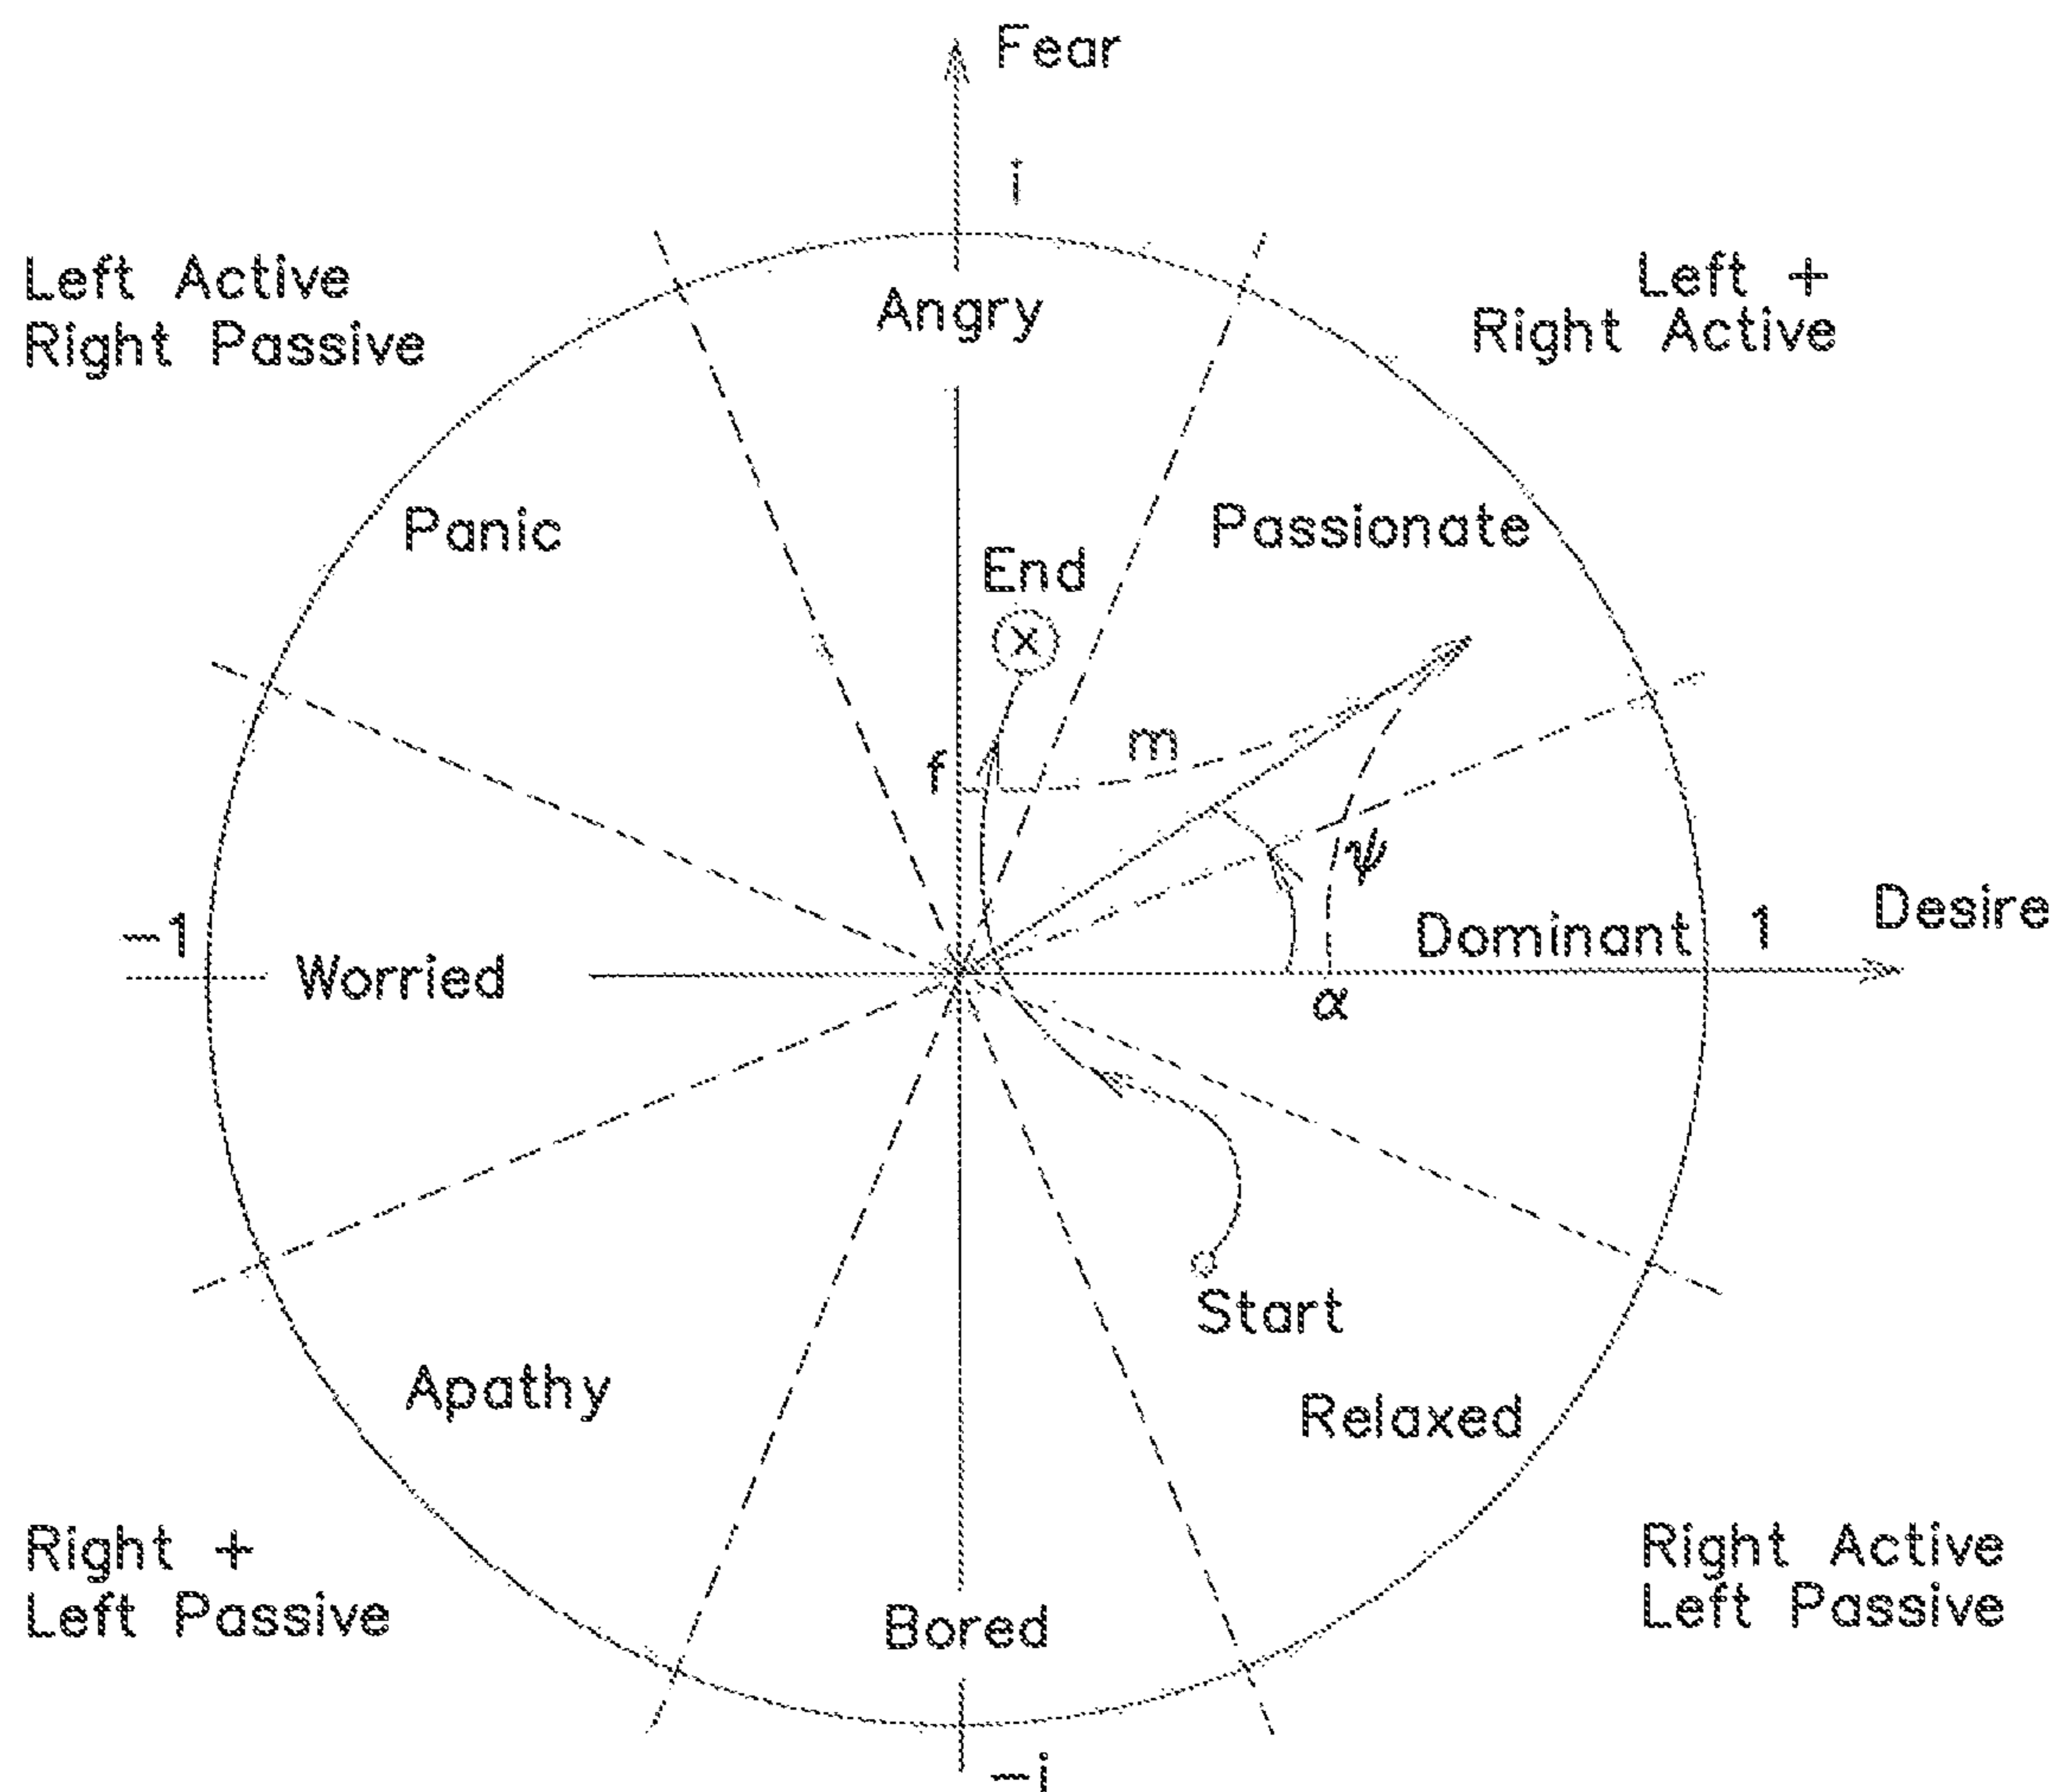 Fear
i
Left Active
Right Passive
Left +
Right Active
Angry
Panic
Passionate
End
x
m
f
ψ
-1
Worried
Dominant
1
Desire
α
Start
Apathy
Relaxed
Right +
Left Passive
Right Active
Left Passive
Bored
-i